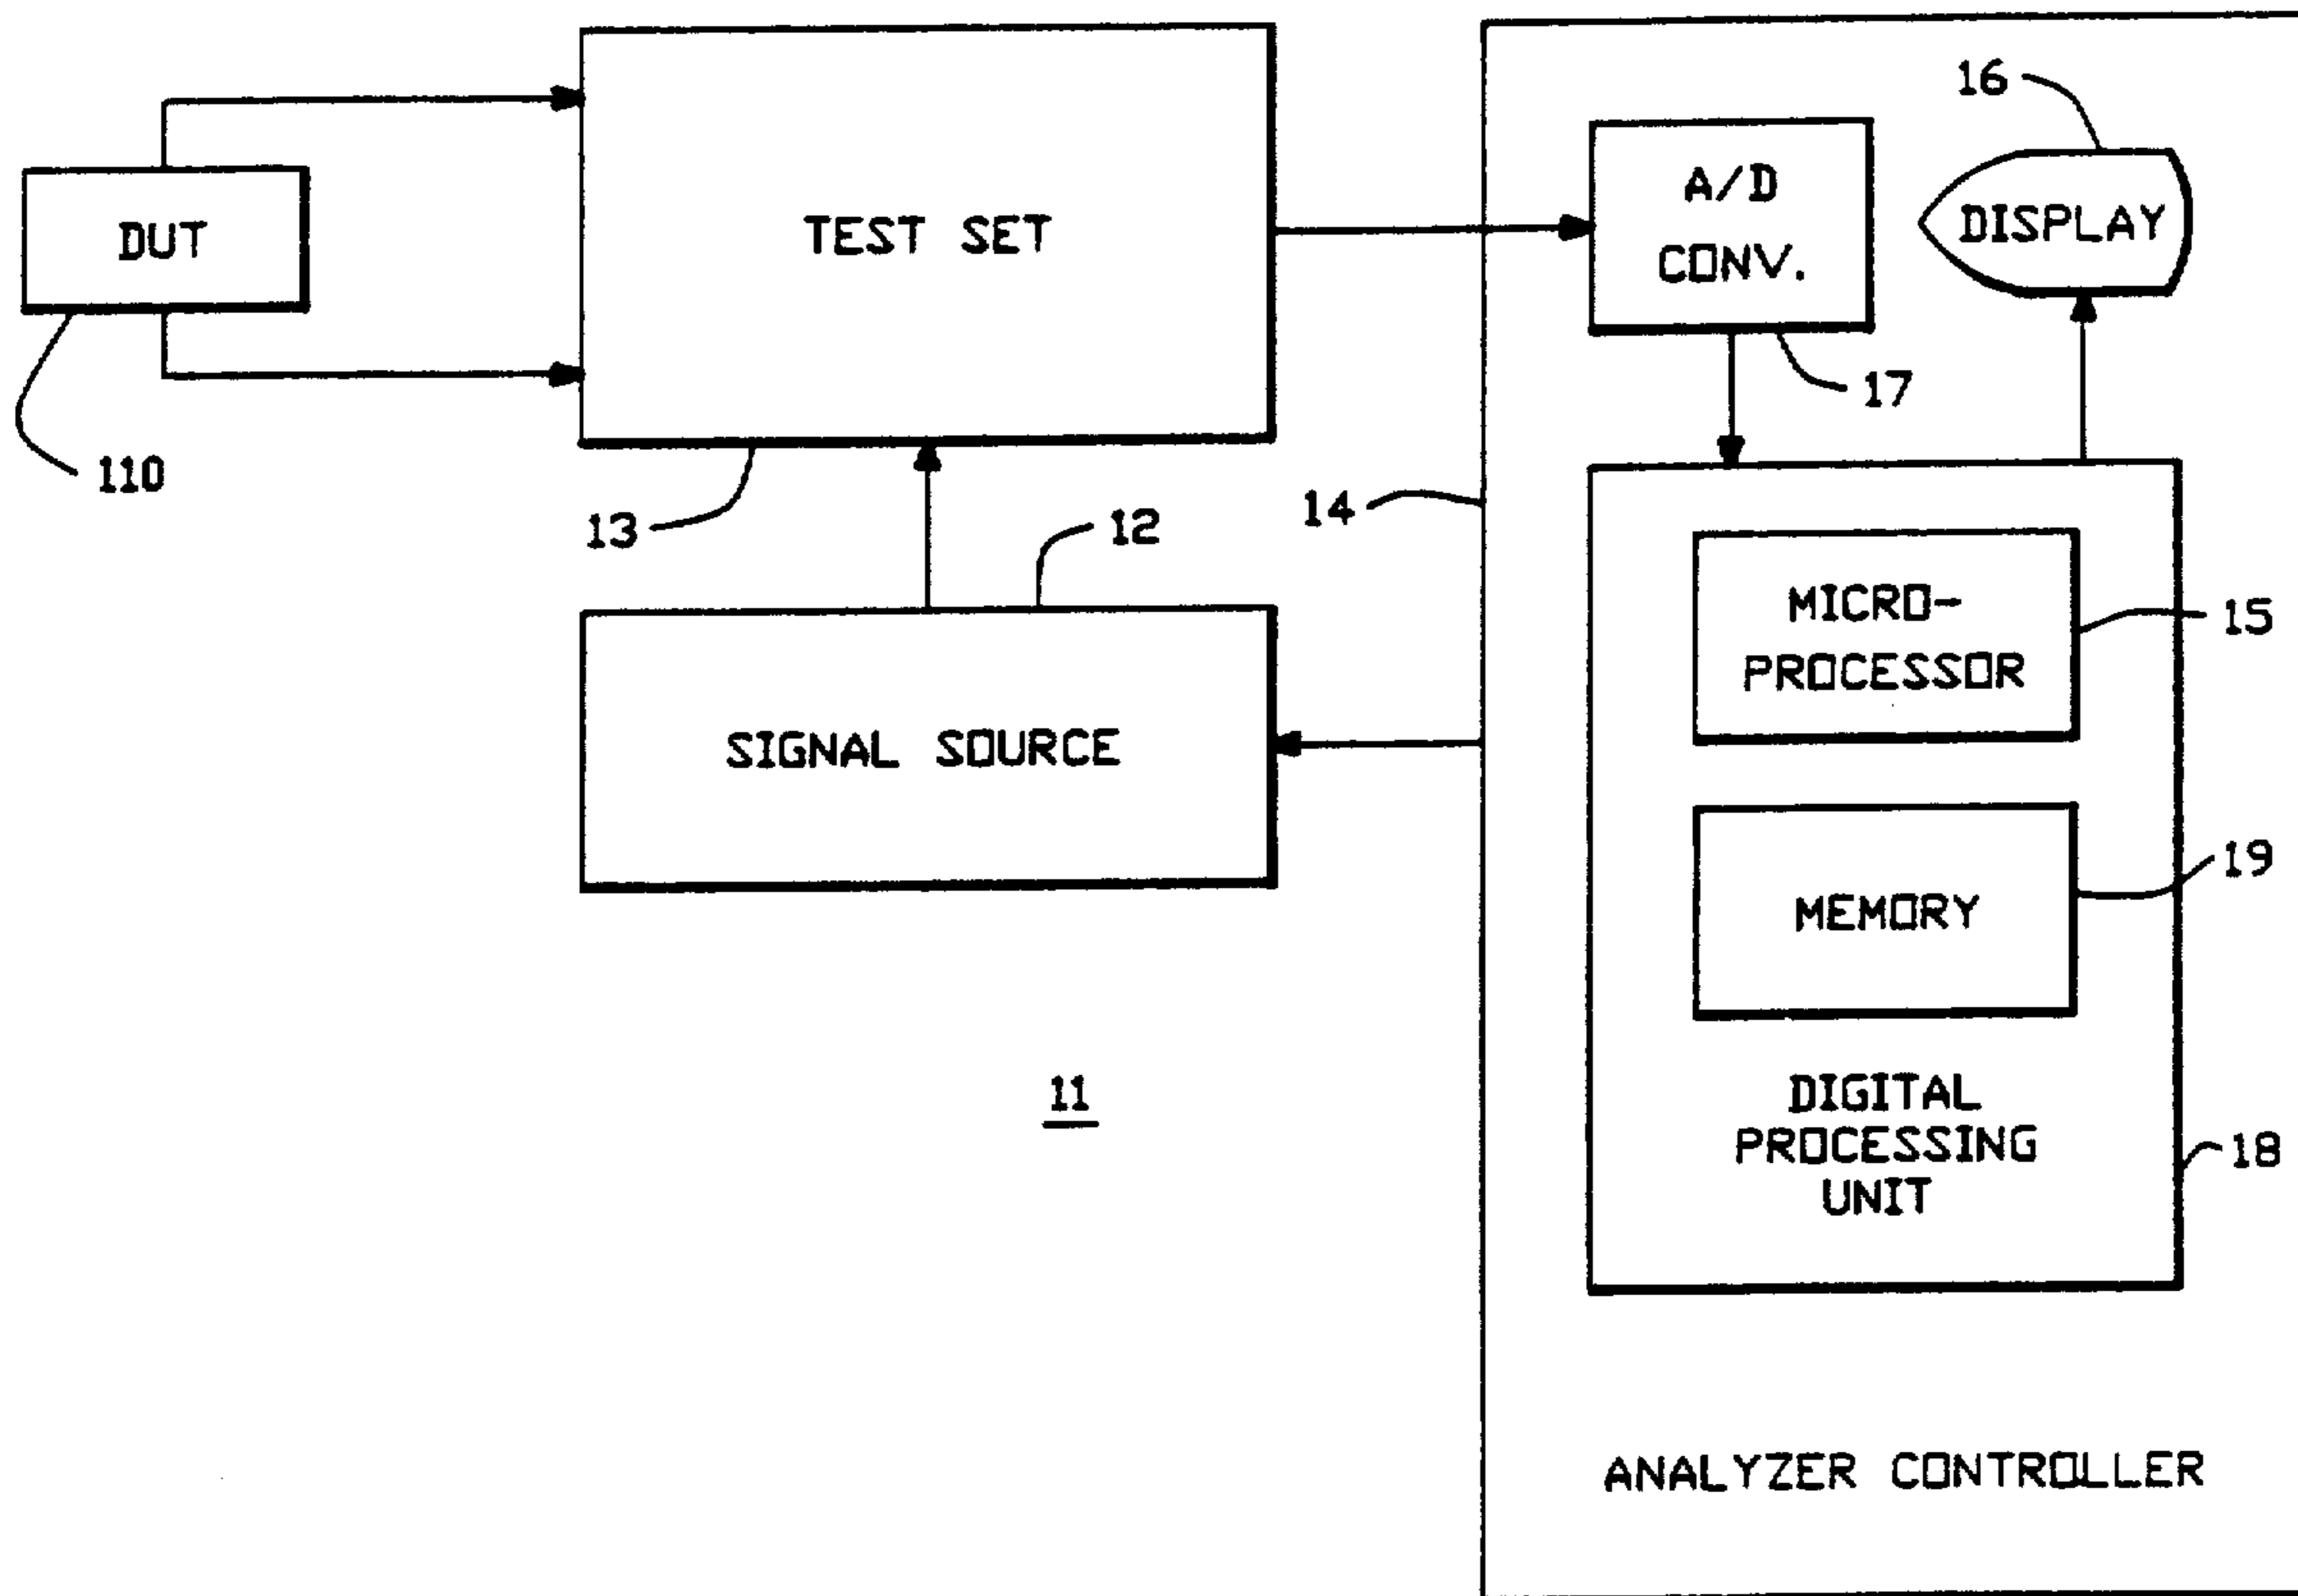 16
A/D
CONV.
DISPLAY
DUT
TEST SET
17
110
13
12
14
MICRO-
PROCESSOR
15
SIGNAL SOURCE
MEMORY
19
11
DIGITAL
PROCESSING
UNIT
18
ANALYZER CONTROLLER